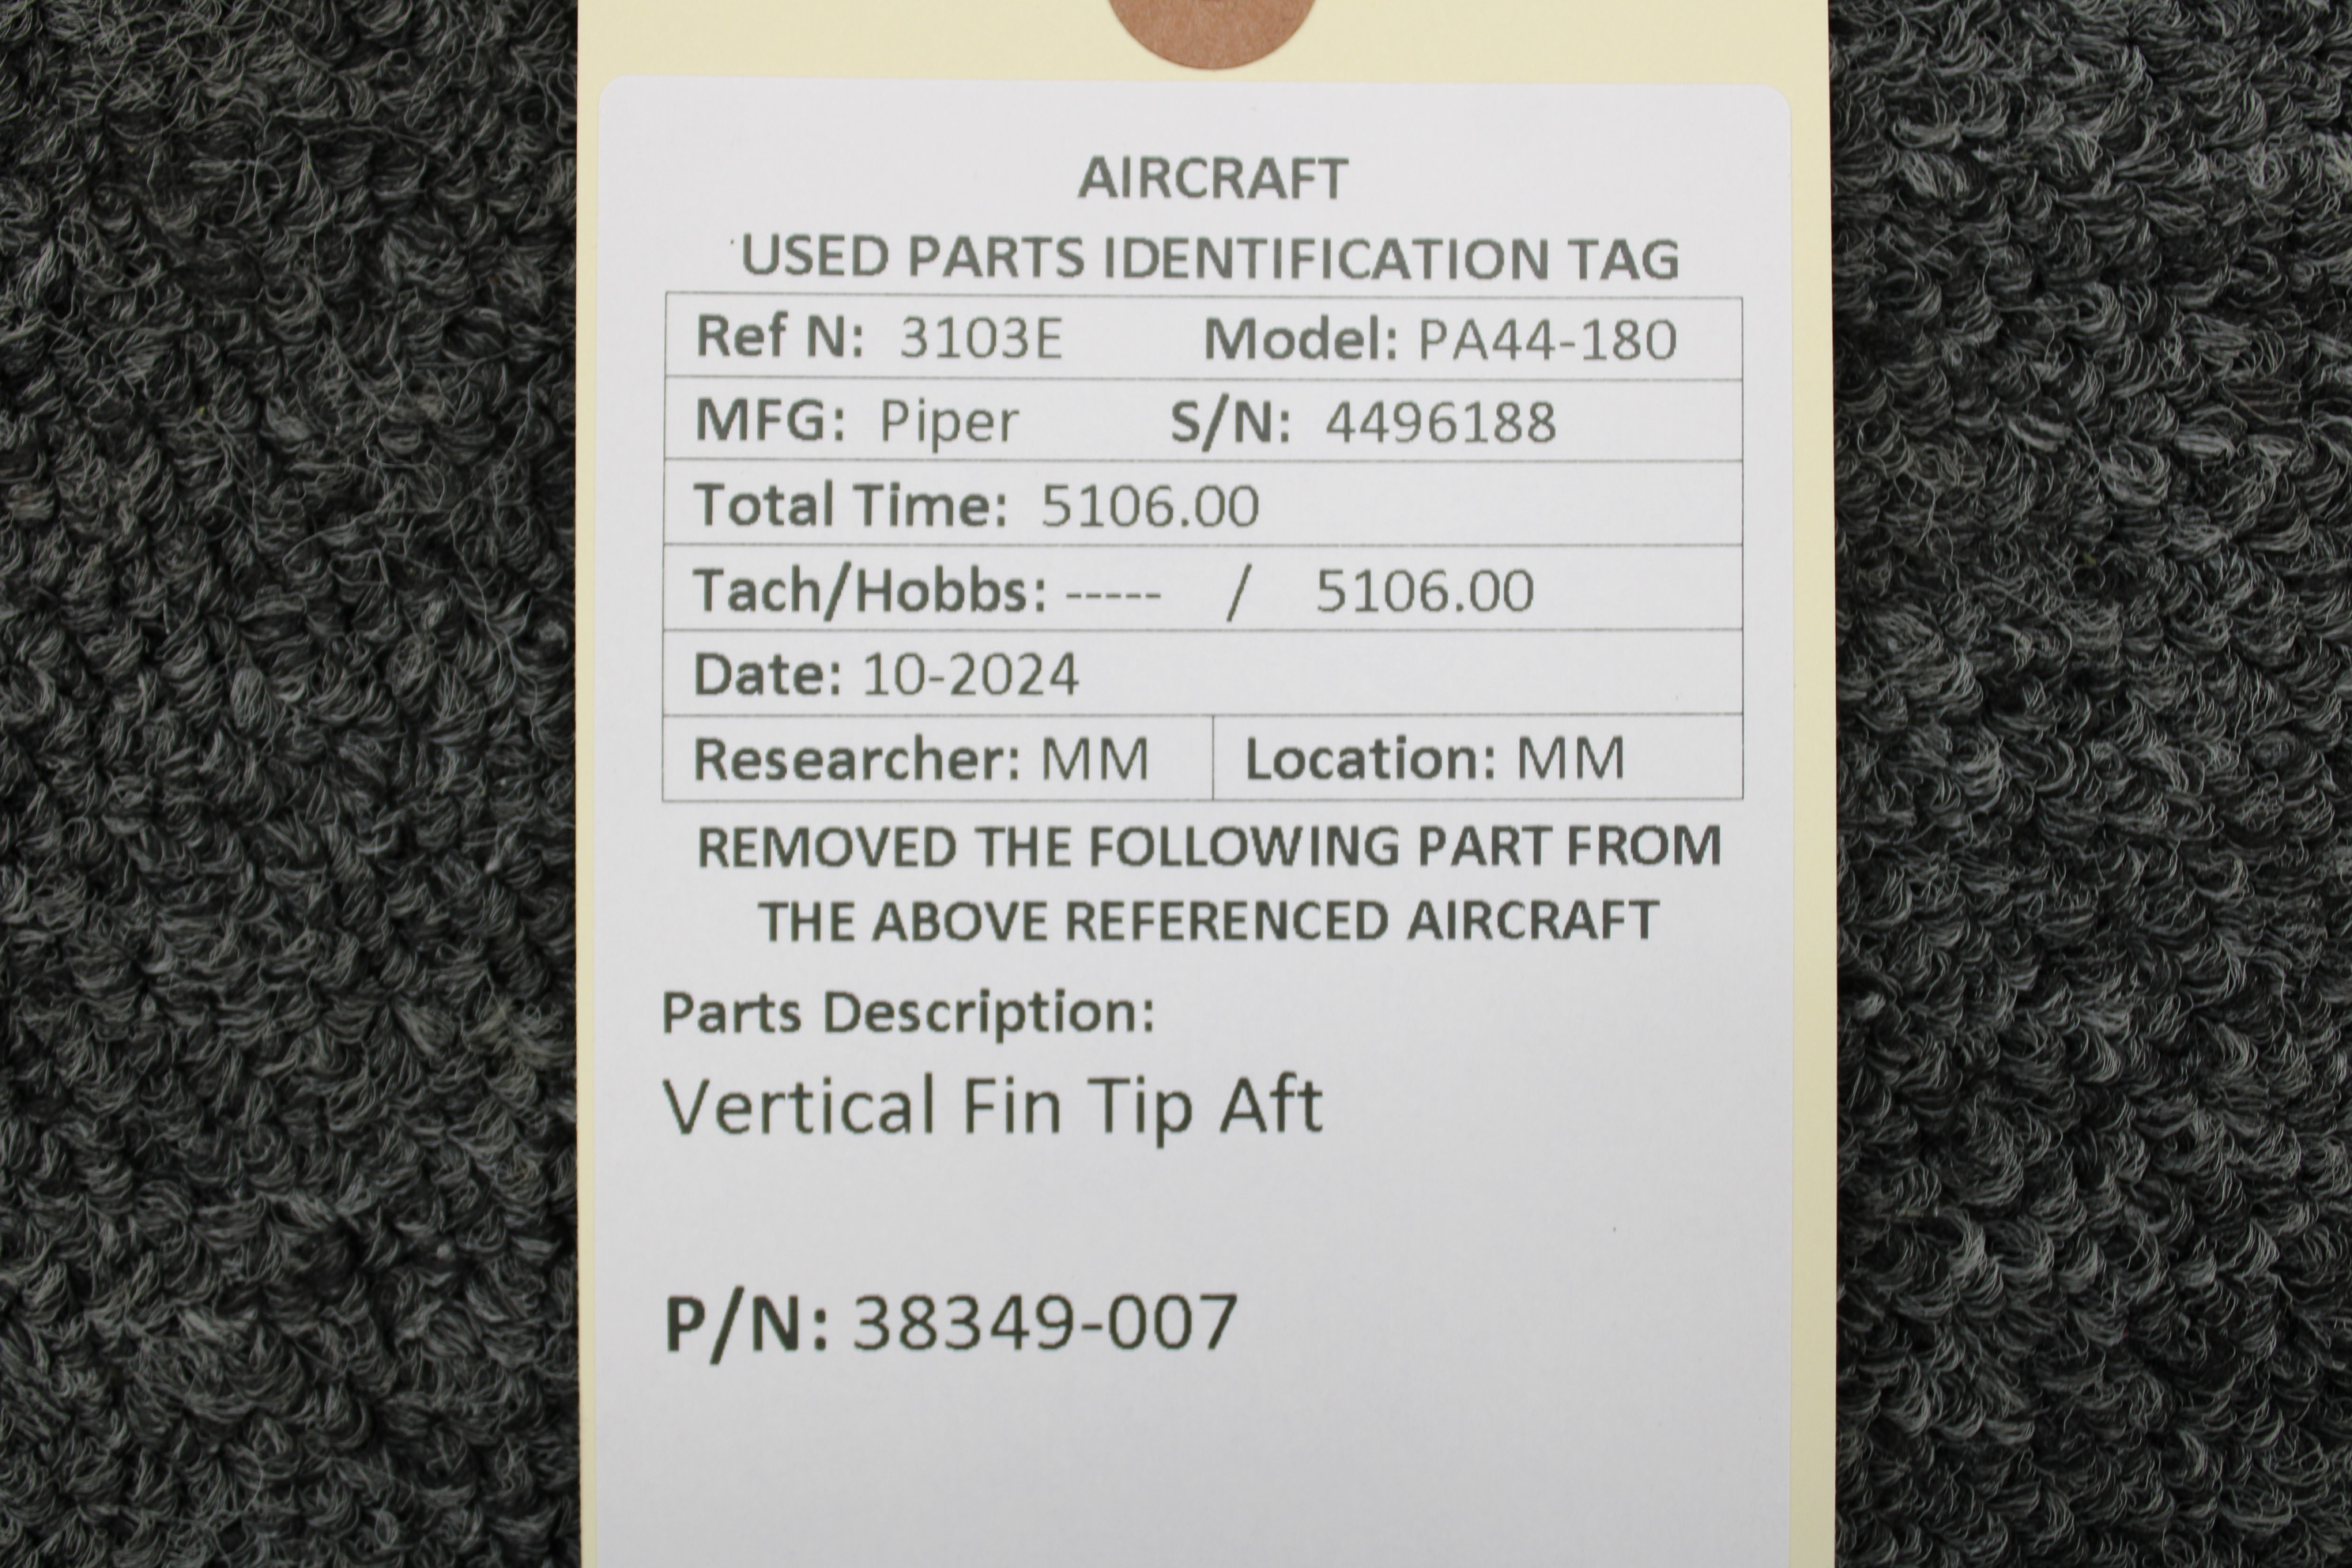 AIRCRAFT
USED PARTS IDENTIFICATION TAG
Ref N: 3103E Model: PA44-180
MFG: Piper S/N: 4496188
Total Time: 5106.00
Tach/Hobbs: ----- / 5106.00
Date: 10-2024
Researcher: MM Location: MM
REMOVED THE FOLLOWING PART FROM
THE ABOVE REFERENCED AIRCRAFT
Parts Description:
Vertical Fin Tip Aft
P/N: 38349-007